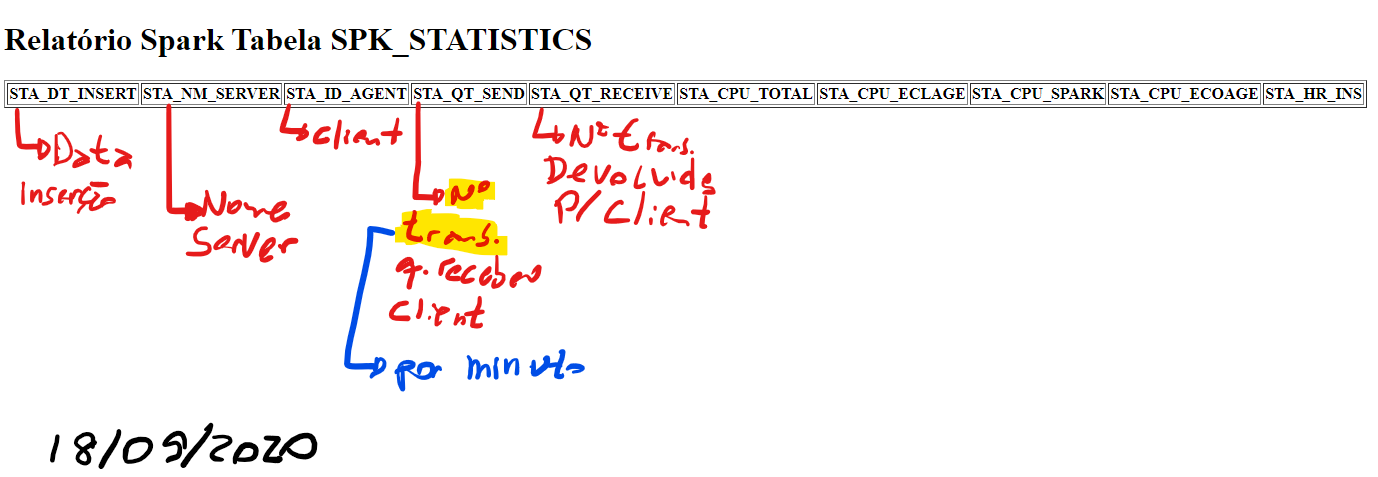 Relatório Spark Tabela SPK_STATISTICS
STA_DT_INSERT STA_NM_SERVER STA_ID_AGENT STA_QT_SEND STA_QT_RECEIVE STA_CPU_TOTAL STA_CPU_ECLAGE STA_CPU_SPARK STA_CPU_ECOAGE STA_HR_INS
Data
Inserção
Nome
Server
Client
Nº
trans.
q. recebeu
Client
por minuto
Nº trans.
Devolvida
P/ Client
18/09/2020